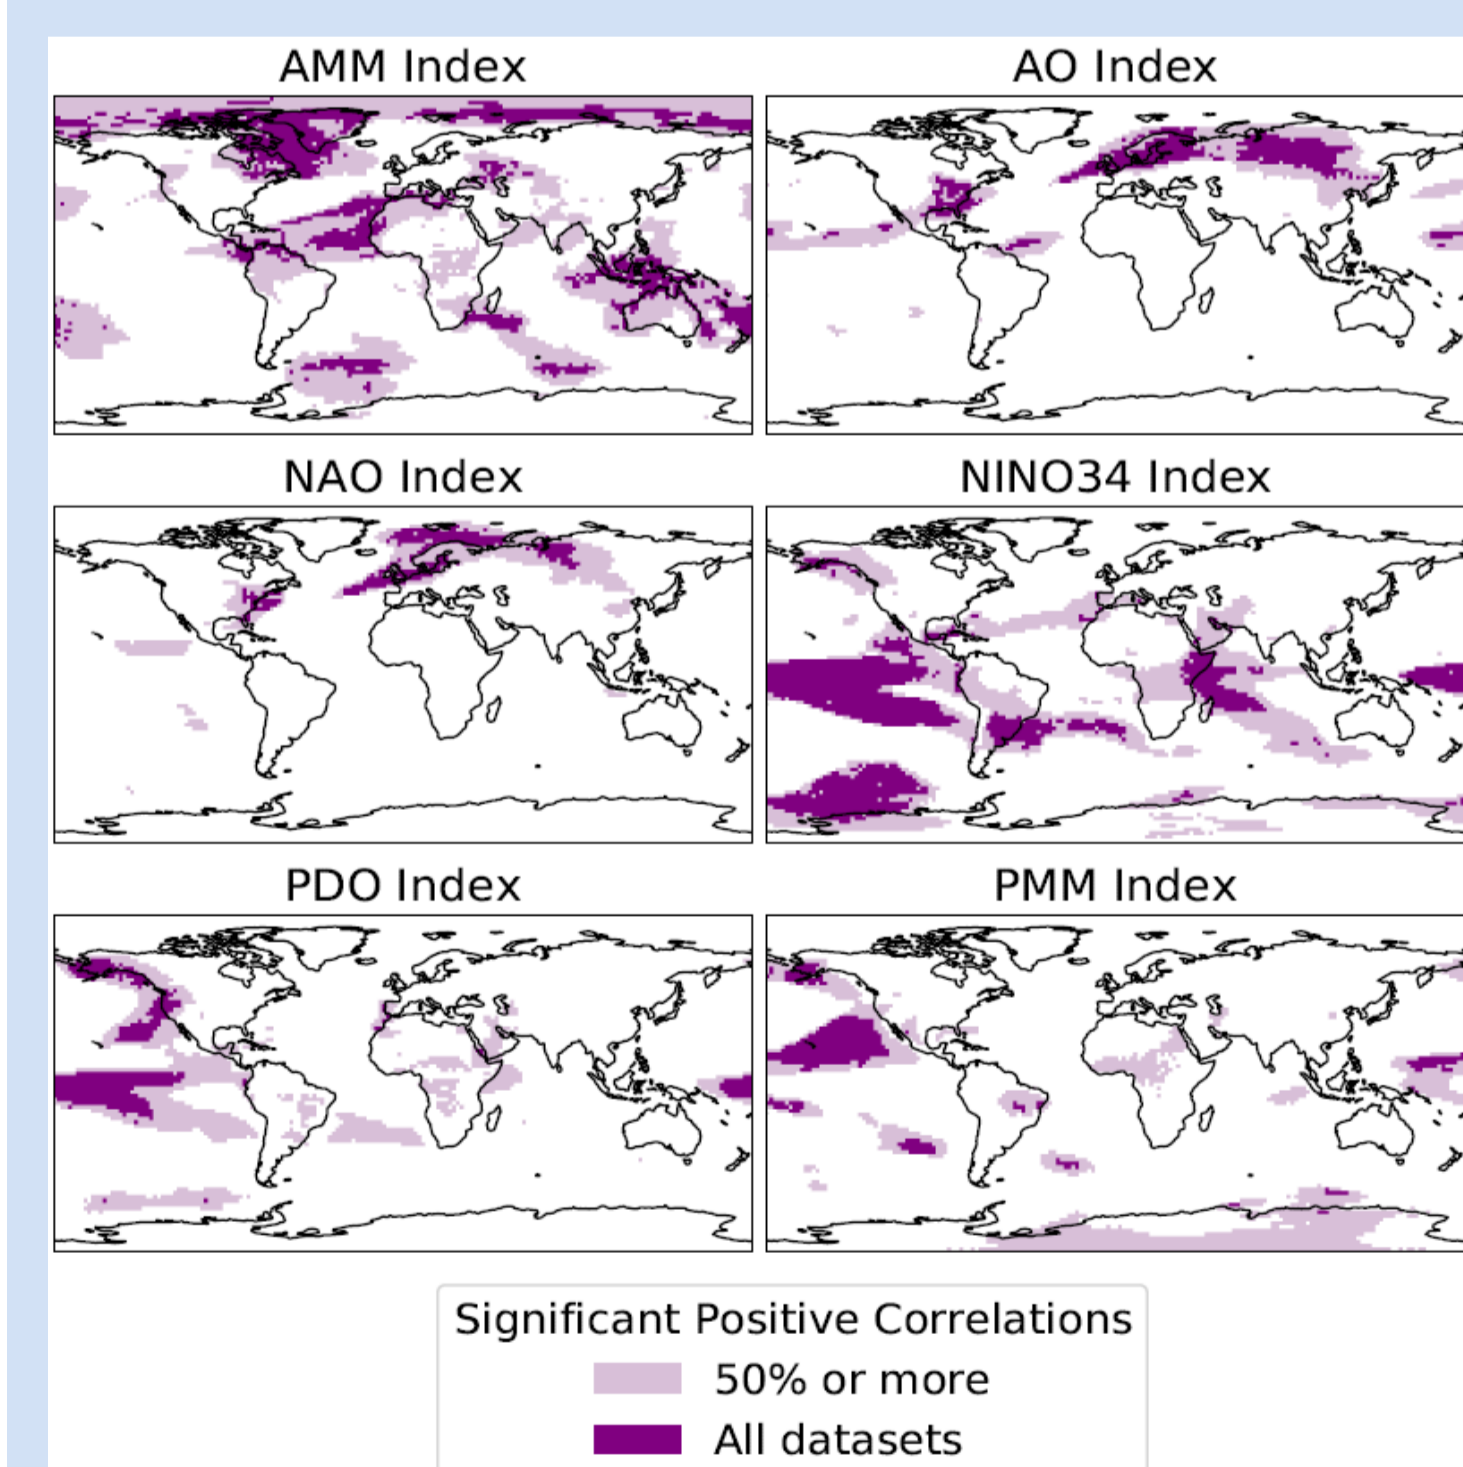 AMM Index
AO Index
NAO Index
NINO34 Index
PDO Index
PMM Index
Significant Positive Correlations
50% or more
All datasets